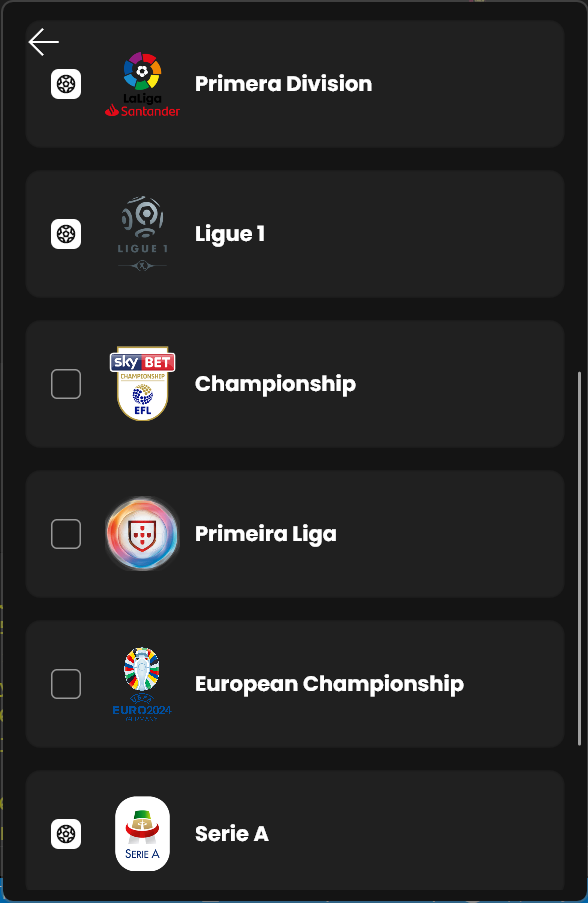 LaLiga
Santander
Primera Division
LIGUE 1
Ligue 1
sky BET
CHAMPIONSHIP
EFL
Championship
Primeira Liga
UEFA
EURO2024
GERMANY
European Championship
SERIE A
Serie A